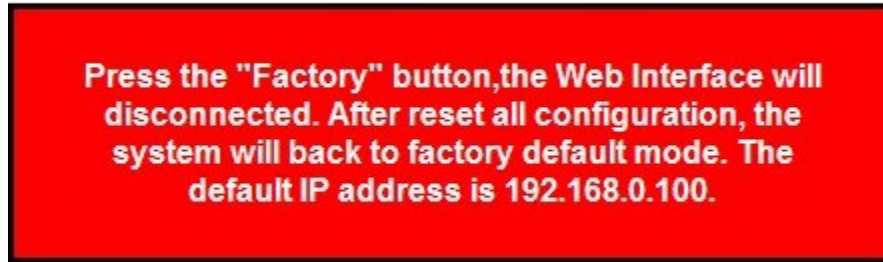 Press the "Factory" button,the Web Interface will
disconnected. After reset all configuration, the
system will back to factory default mode. The
default IP address is 192.168.0.100.